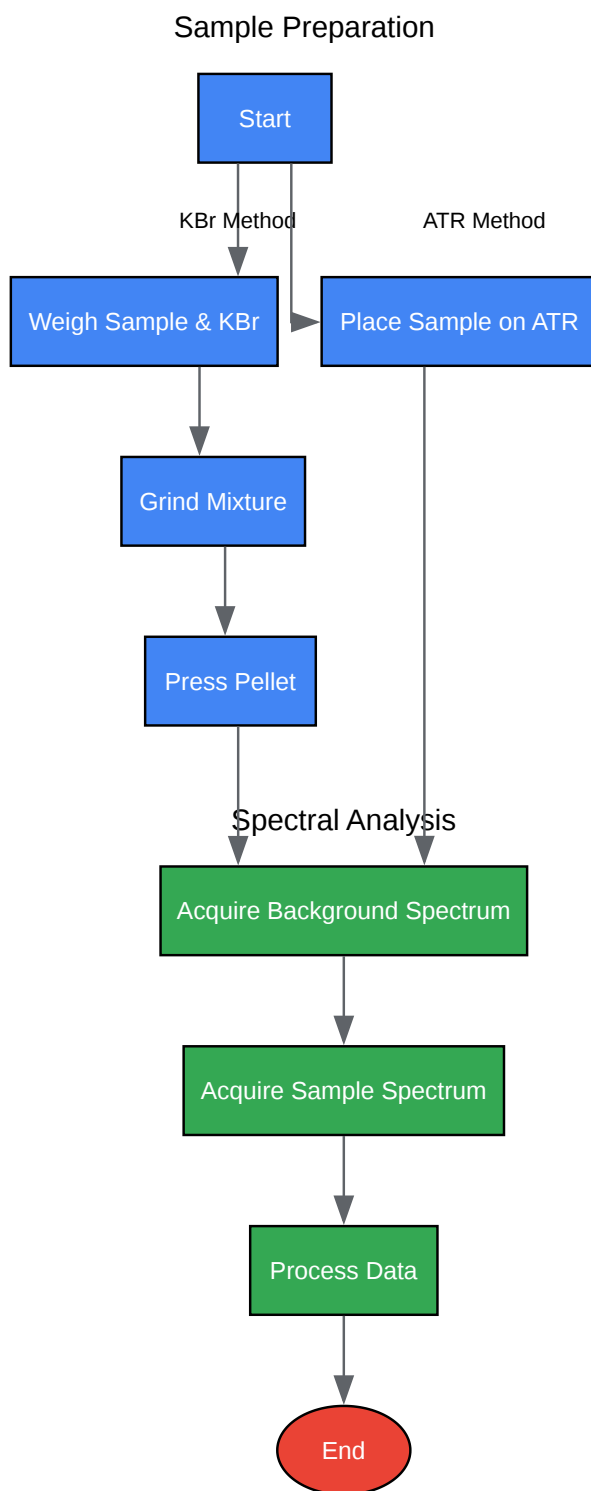 Sample Preparation
Start
KBr Method
ATR Method
Weigh Sample & KBr
Place Sample on ATR
Grind Mixture
Press Pellet
Spectral Analysis
Acquire Background Spectrum
Acquire Sample Spectrum
Process Data
End